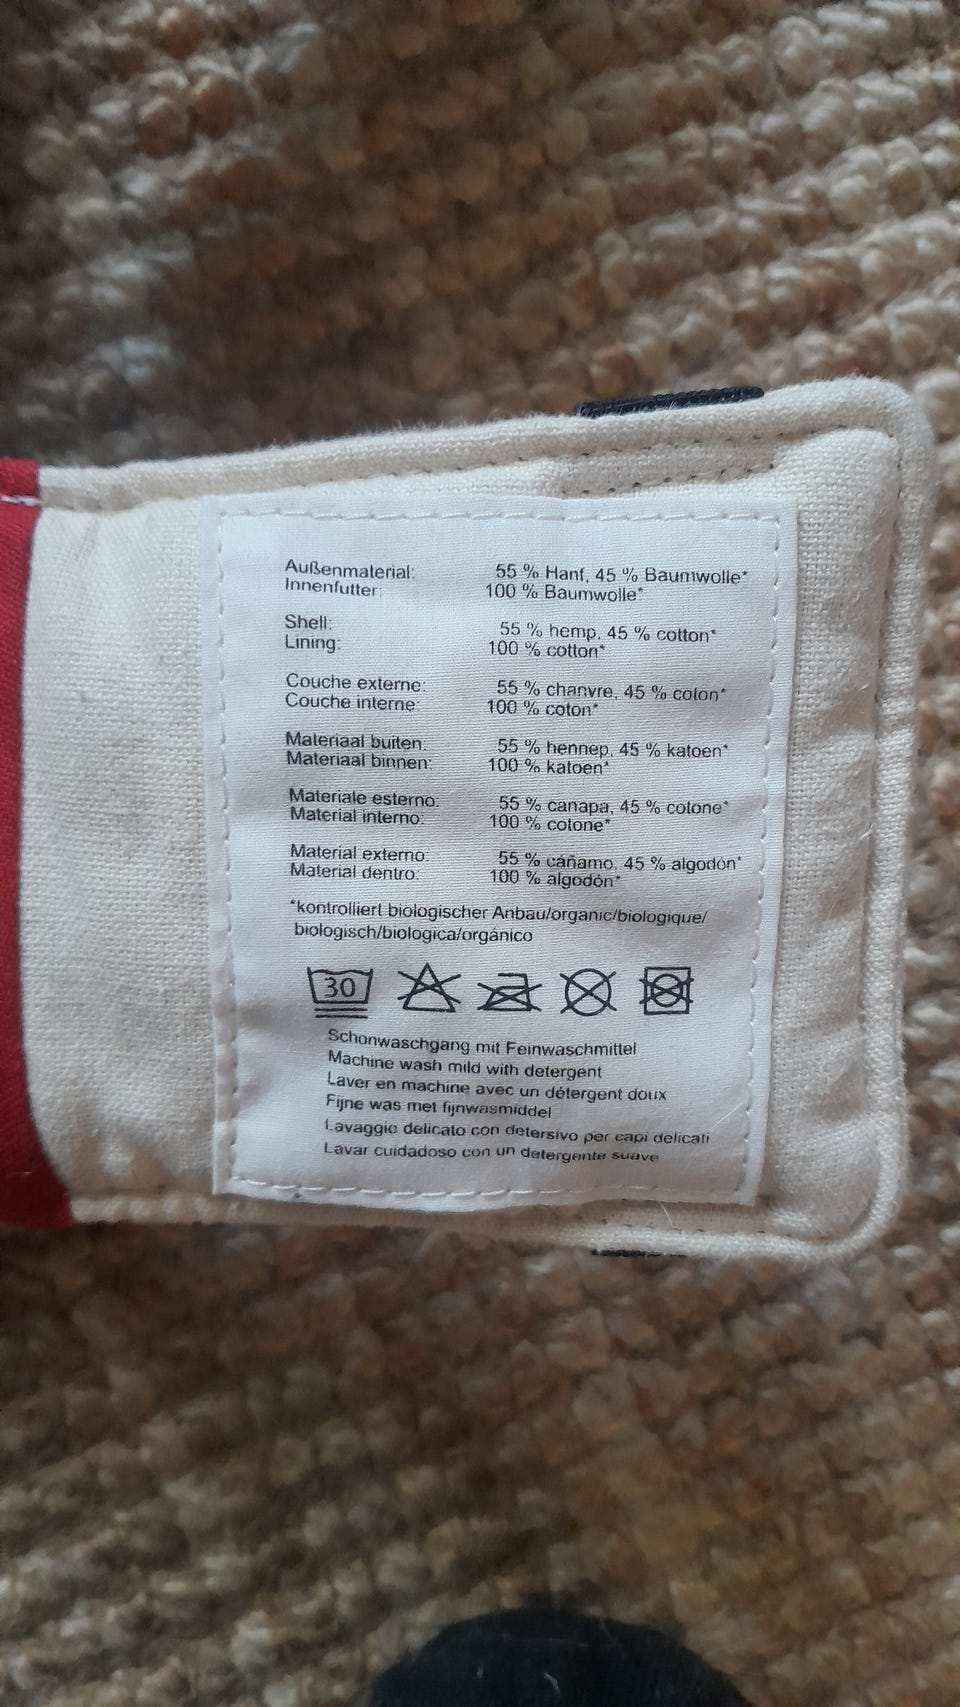 Außenmaterial: 55 % Hanf, 45 % Baumwolle*
Innenfutter: 100 % Baumwolle*
Shell: 55 % hemp, 45 % cotton*
Lining: 100 % cotton*
Couche externe: 55 % chanvre, 45 % coton*
Couche interne: 100 % coton*
Materiaal buiten: 55 % hennep, 45 % katoen*
Materiaal binnen: 100 % katoen*
Materiale esterno: 55 % canapa, 45 % cotone*
Material interno: 100 % cotone*
Material externo: 55 % cáñamo, 45 % algodón*
Material dentro: 100 % algodón*
*kontrolliert biologischer Anbau/organic/biologique/
biologisch/biologica/orgánico
30
Schonwaschgang mit Feinwaschmittel
Machine wash mild with detergent
Laver en machine avec un détergent doux
Fijne was met fijnwasmiddel
Lavaggio delicato con detersivo per capi delicati
Lavar cuidadoso con un detergente suave